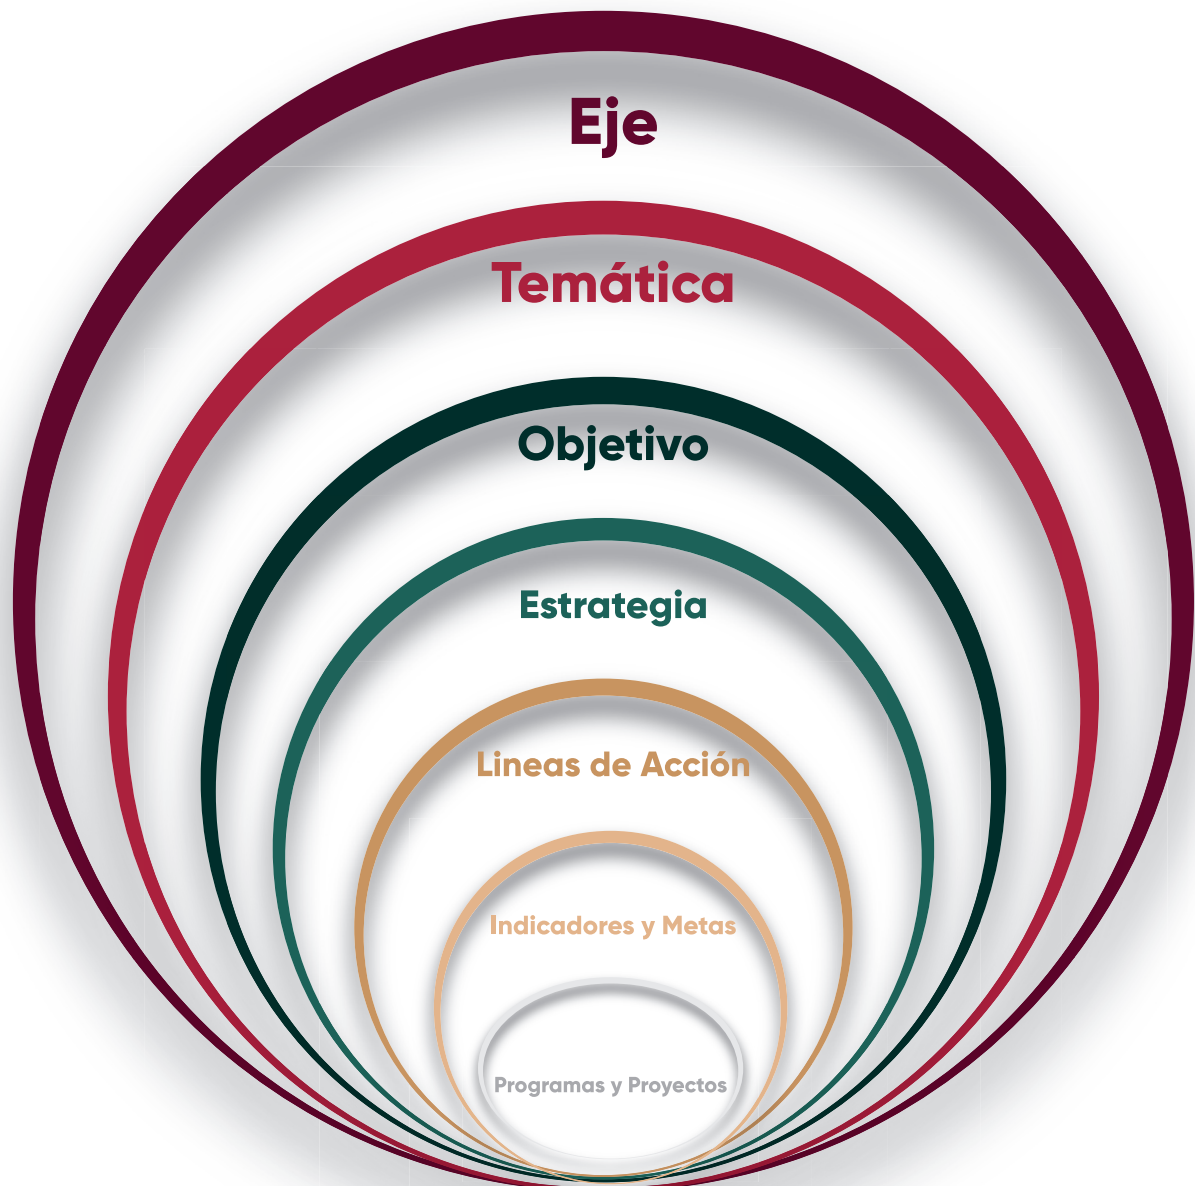 Eje
Temática
Objetivo
Estrategia
Lineas de Acción
Indicadores y Metas
Programas y Proyectos